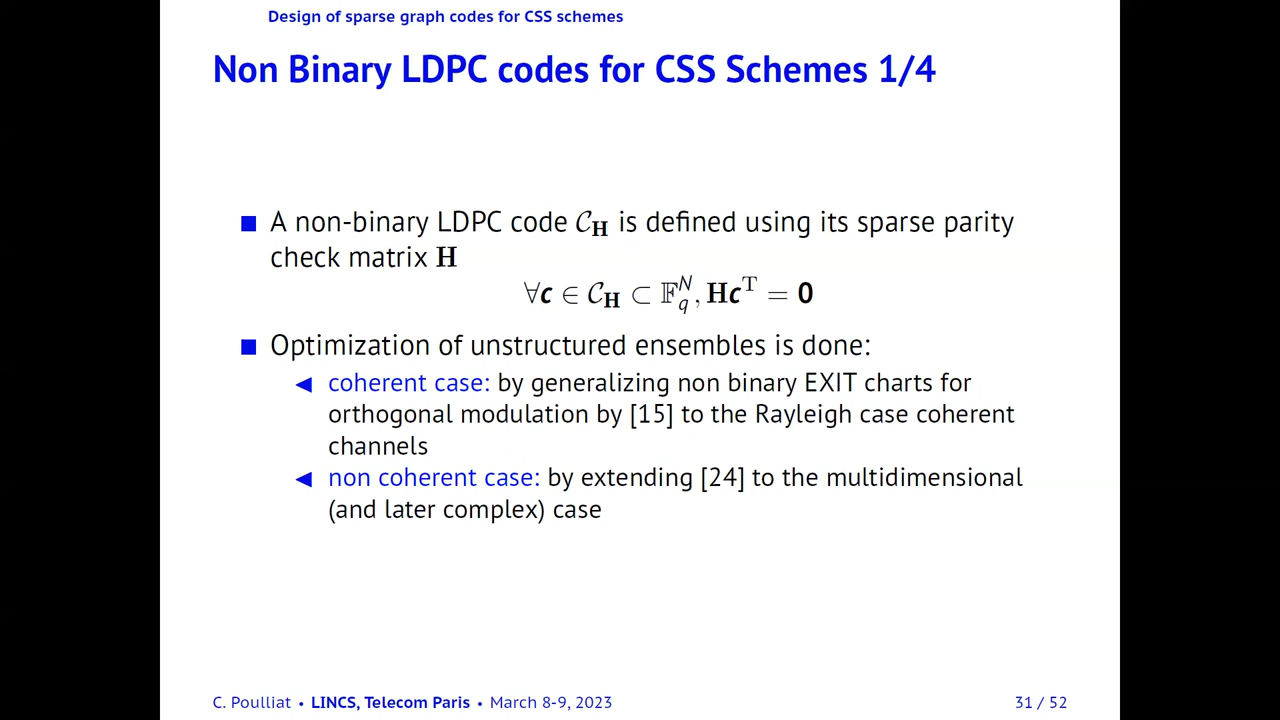 Design of sparse graph codes for CSS schemes
Non Binary LDPC codes for CSS Schemes 1/4
■ A non-binary LDPC code 𝒞_𝐇 is defined using its sparse parity
check matrix 𝐇
∀𝒄 ∈ 𝒞_𝐇 ⊂ 𝔽_q^N, 𝐇𝒄^T = 𝟎
■ Optimization of unstructured ensembles is done:
◀ coherent case: by generalizing non binary EXIT charts for
orthogonal modulation by [15] to the Rayleigh case coherent
channels
◀ non coherent case: by extending [24] to the multidimensional
(and later complex) case
C. Poulliat • LINCS, Telecom Paris • March 8-9, 2023 31 / 52